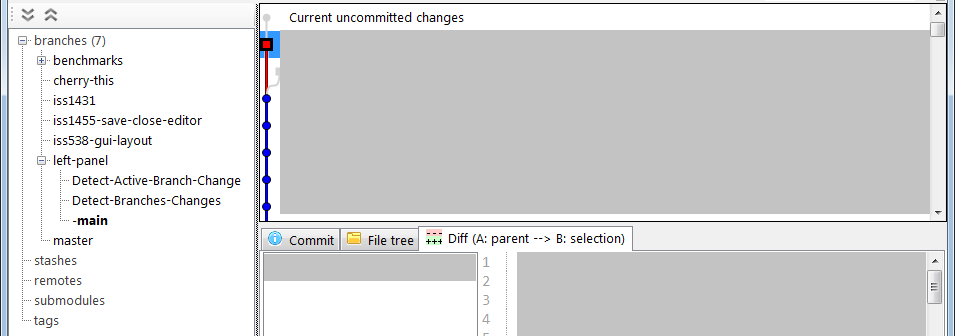 Current uncommitted changes
branches (7)
benchmarks
cherry-this
iss1431
iss1455-save-close-editor
iss538-gui-layout
left-panel
Detect-Active-Branch-Change
Detect-Branches-Changes
-main
master
stashes
remotes
submodules
tags
Commit
File tree
Diff (A: parent --> B: selection)
1
2
3
4